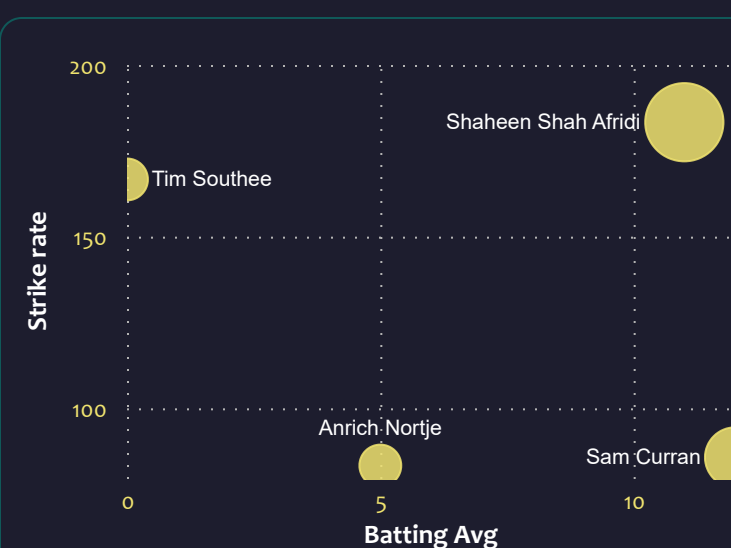 200
Shaheen Shah Afridi
Tim Southee
150
Strike rate
100
Anrich Nortje
Sam Curran
0
5
10
Batting Avg